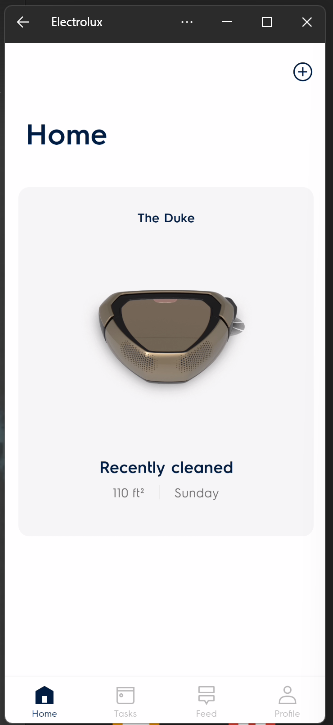 Electrolux
Home
The Duke
Recently cleaned
110 ft² Sunday
Home Tasks Feed Profile